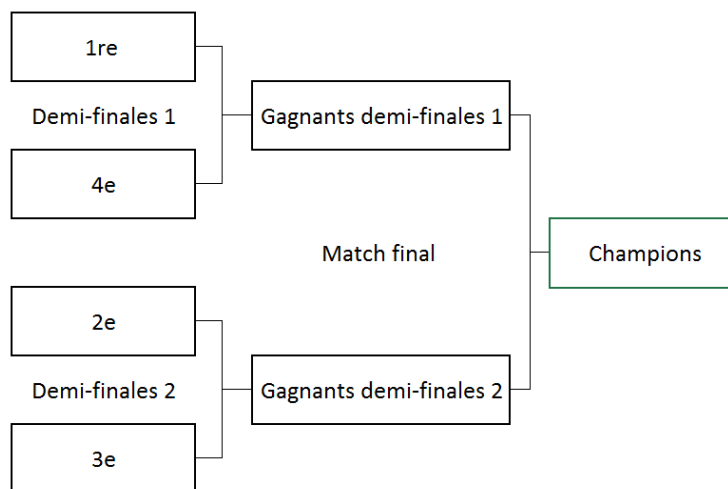 1re
Demi-finales 1
4e
Gagnants demi-finales 1
Match final
Champions
2e
Demi-finales 2
3e
Gagnants demi-finales 2